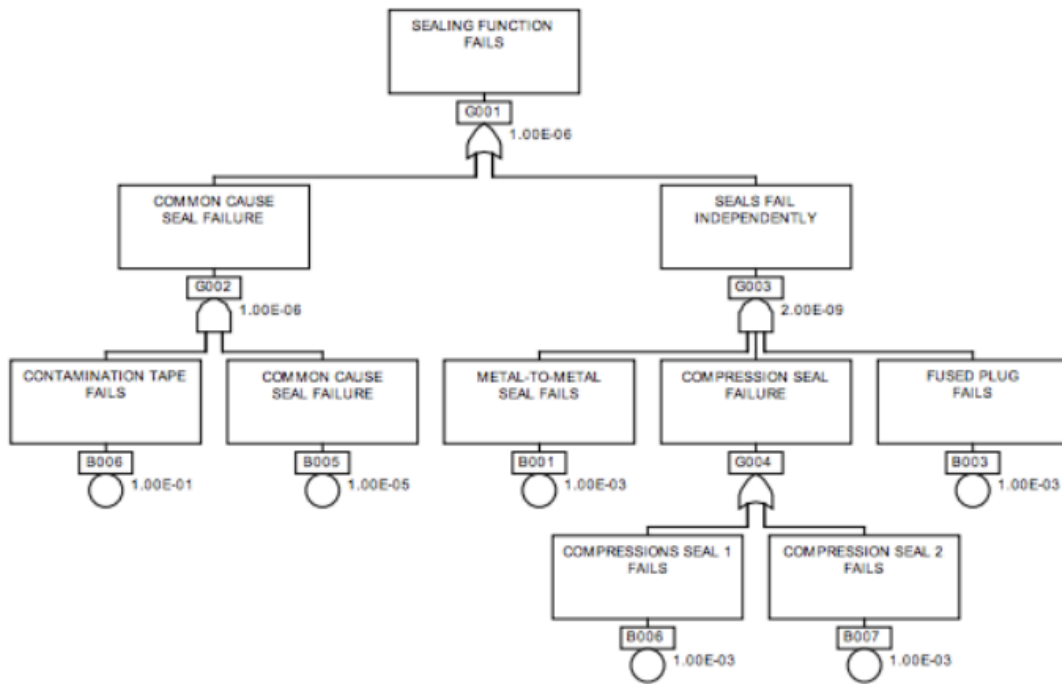 SEALING FUNCTION
FAILS
G001
1.00E-06
COMMON CAUSE
SEAL FAILURE
G002
1.00E-06
SEALS FAIL
INDEPENDENTLY
G003
2.00E-09
CONTAMINATION TAPE
FAILS
B006
1.00E-01
COMMON CAUSE
SEAL FAILURE
B005
1.00E-05
METAL-TO-METAL
SEAL FAILS
B001
1.00E-03
COMPRESSION SEAL
FAILURE
G004
FUSED PLUG
FAILS
B003
1.00E-03
COMPRESSIONS SEAL 1
FAILS
B006
1.00E-03
COMPRESSION SEAL 2
FAILS
B007
1.00E-03